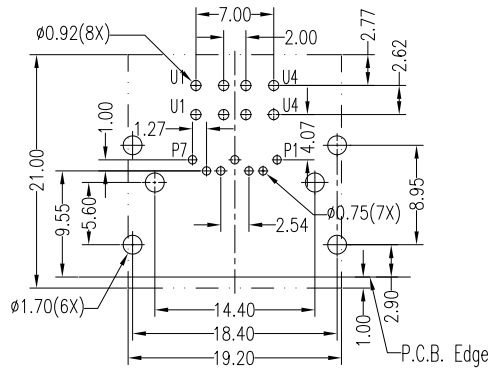 7.00
ø0.92(8X)
2.00
2.77
2.62
U1
U4
U1
U4
1.00
1.27
4.07
P7
P1
21.00
9.55
5.60
8.95
ø0.75(7X)
2.54
ø1.70(6X)
14.40
18.40
19.20
1.00
2.90
P.C.B. Edge